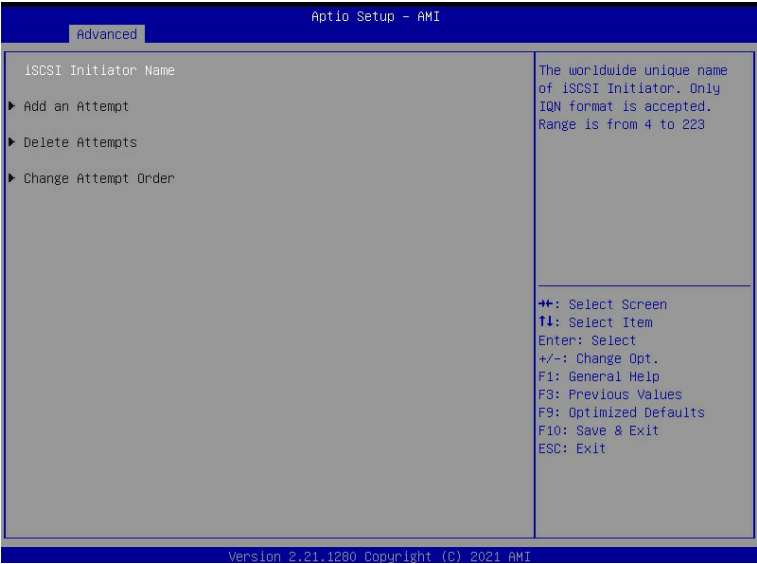 Aptio Setup – AMI
Advanced
iSCSI Initiator Name
▶ Add an Attempt
▶ Delete Attempts
▶ Change Attempt Order
The worldwide unique name
of iSCSI Initiator. Only
IQN format is accepted.
Range is from 4 to 223
→←: Select Screen
↑↓: Select Item
Enter: Select
+/-: Change Opt.
F1: General Help
F3: Previous Values
F9: Optimized Defaults
F10: Save & Exit
ESC: Exit
Version 2.21.1280 Copyright (C) 2021 AMI